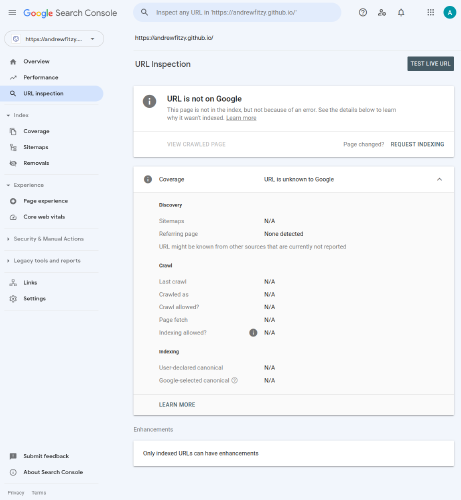 Google Search Console
Inspect any URL in 'https://andrewfitzy.github.io/'
A
https://andrewfitzy....
Overview
Performance
URL inspection
Index
Coverage
Sitemaps
Removals
Experience
Page experience
Core web vitals
Security & Manual Actions
Legacy tools and reports
Links
Settings
Submit feedback
About Search Console
Privacy Terms
https://andrewfitzy.github.io/
URL Inspection
TEST LIVE URL
URL is not on Google
This page is not in the index, but not because of an error. See the details below to learn
why it wasn't indexed. Learn more
VIEW CRAWLED PAGE
Page changed? REQUEST INDEXING
Coverage URL is unknown to Google
Discovery
Sitemaps N/A
Referring page None detected
URL might be known from other sources that are currently not reported
Crawl
Last crawl N/A
Crawled as N/A
Crawl allowed? N/A
Page fetch N/A
Indexing allowed? N/A
Indexing
User-declared canonical N/A
Google-selected canonical N/A
LEARN MORE
Enhancements
Only indexed URLs can have enhancements